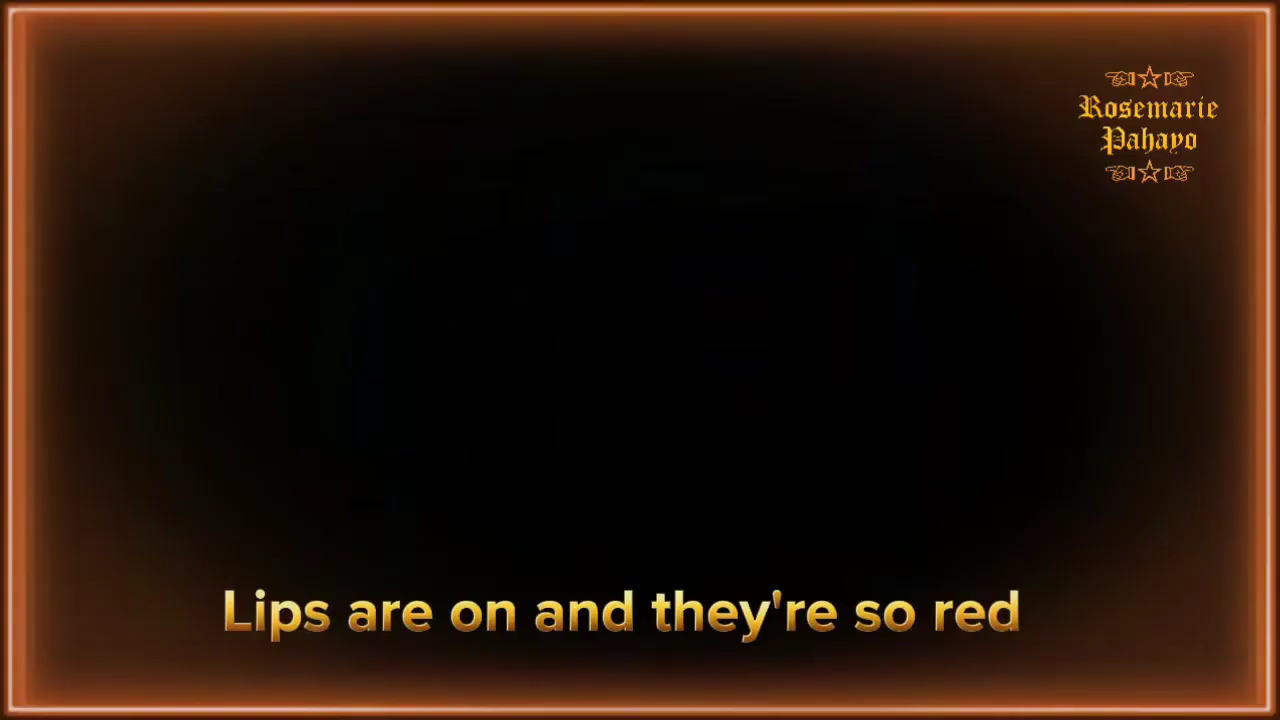 ☜☆☞
Rosemarie
Pahayo
☜☆☞
Lips are on and they're so red